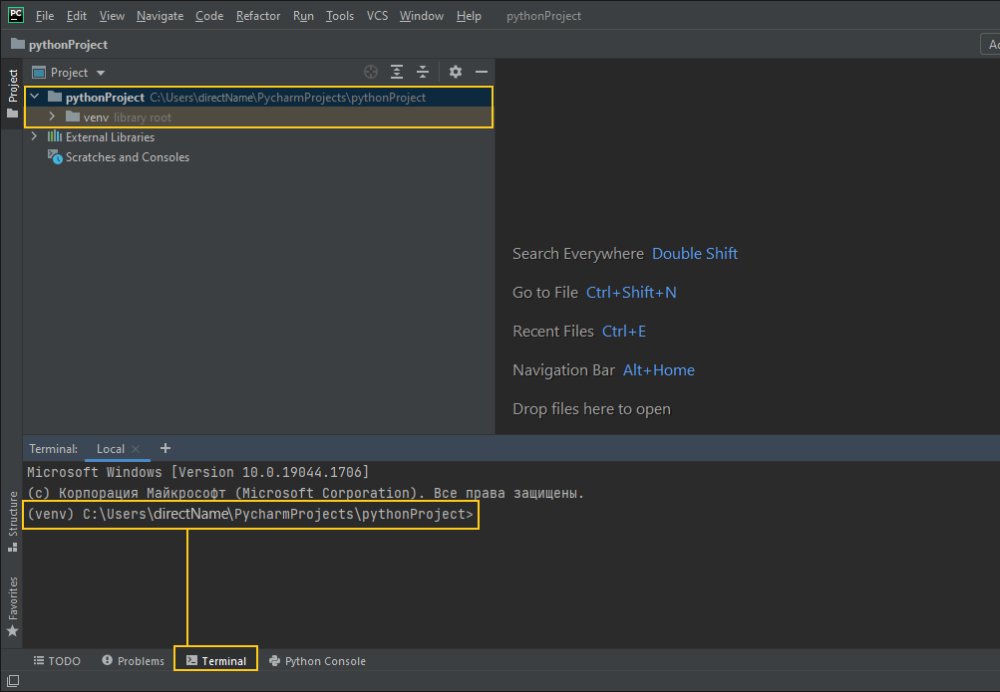 PC File Edit View Navigate Code Refactor Run Tools VCS Window Help pythonProject
pythonProject
Project
Project
pythonProject C:\Users\directName\PycharmProjects\pythonProject
venv library root
External Libraries
Scratches and Consoles
Search Everywhere Double Shift
Go to File Ctrl+Shift+N
Recent Files Ctrl+E
Navigation Bar Alt+Home
Drop files here to open
Terminal: Local × +
Microsoft Windows [Version 10.0.19044.1706]
(c) Корпорация Майкрософт (Microsoft Corporation). Все права защищены.
(venv) C:\Users\directName\PycharmProjects\pythonProject>
Structure
Favorites
TODO Problems Terminal Python Console